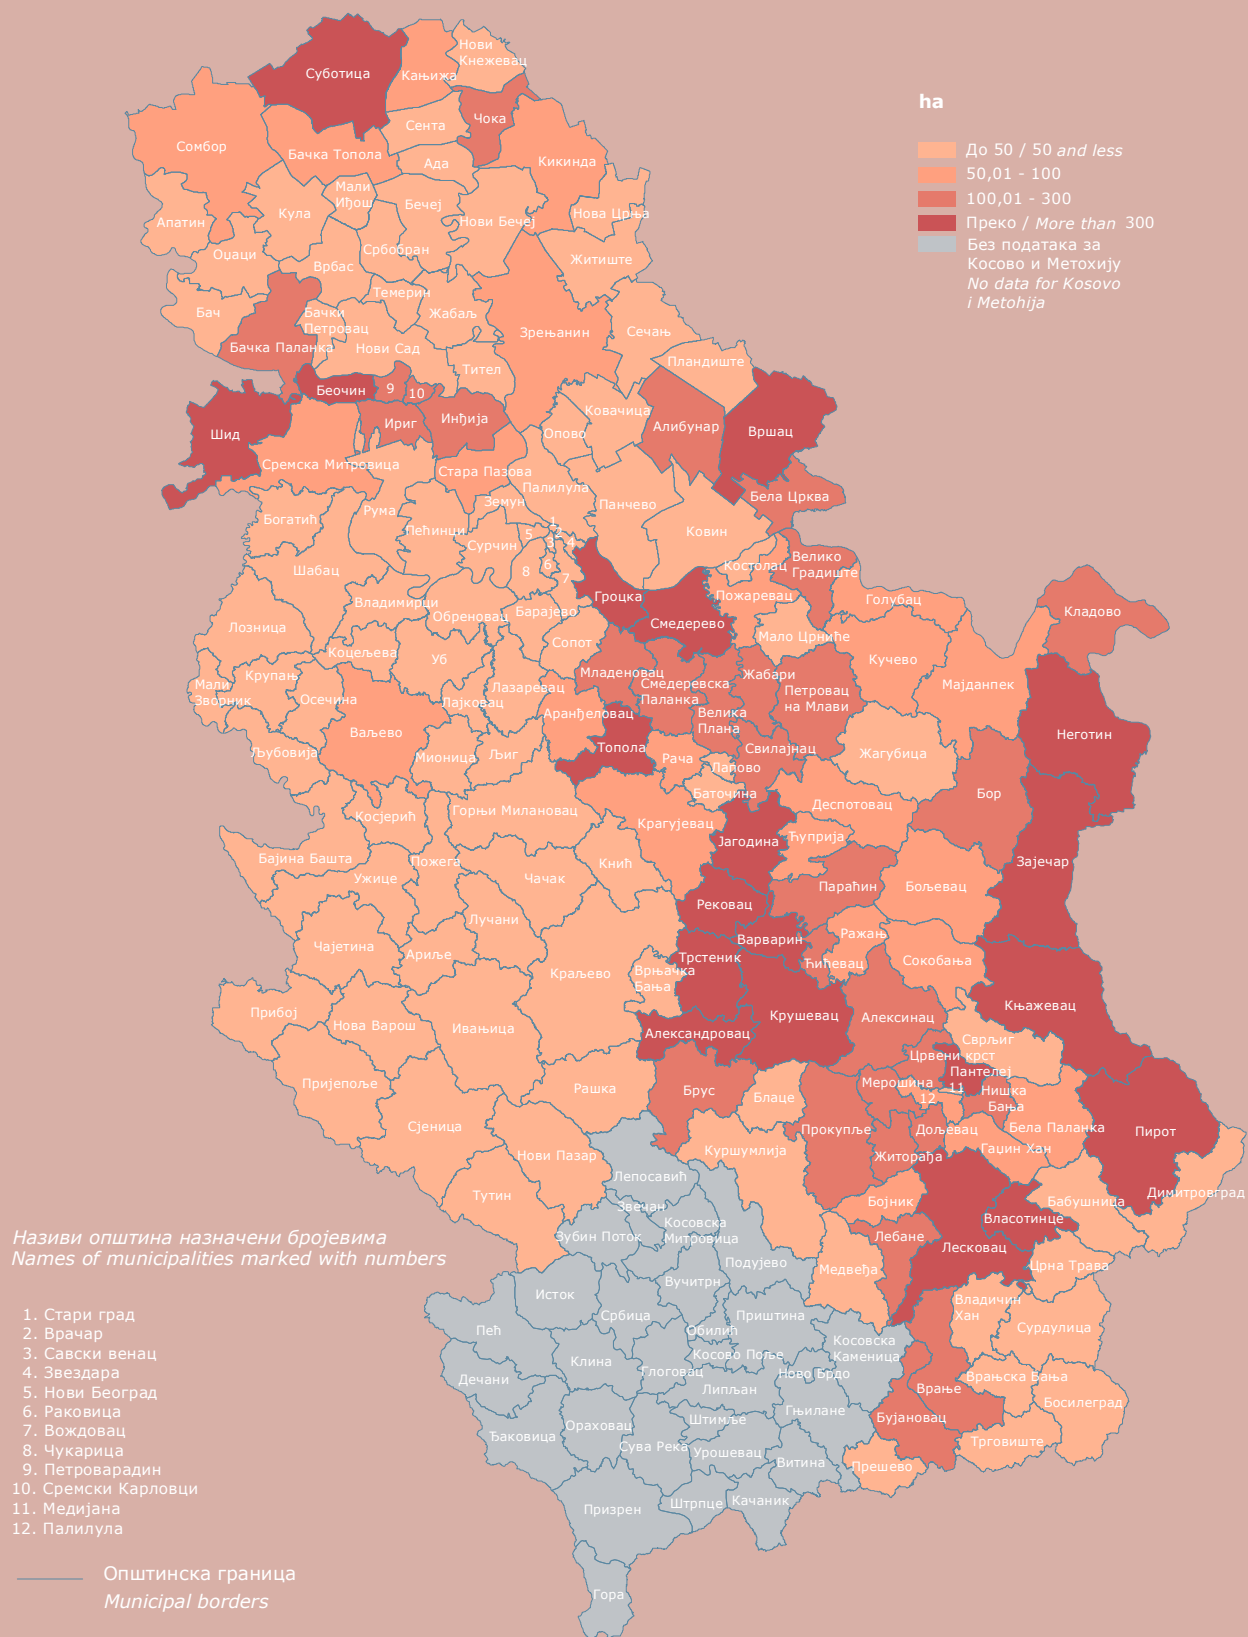 ha
До 50 / 50 and less
50,01 - 100
100,01 - 300
Преко / More than 300
Без података за
Косово и Метохију
No data for Kosovo
i Metohija
Суботица
Кањижа
Нови
Кнежевац
Сента
Чока
Сомбор
Бачка Топола
Ада
Кикинда
Апатин
Кула
Мали
Иђош
Бечеј
Нови Бечеј
Нова Црња
Оџаци
Врбас
Србобран
Житиште
Бач
Темерин
Бачки
Петровац
Жабаљ
Зрењанин
Сечањ
Бачка Паланка
Нови Сад
Тител
Пландиште
Беочин
9
10
Шид
Ириг
Инђија
Опово
Ковачица
Алибунар
Вршац
Сремска Митровица
Стара Пазова
Палилула
Бела Црква
Богатић
Рума
Пећинци
Земун
Сурчин
Панчево
Ковин
1
2
3
4
5
6
7
8
Шабац
Владимирци
Обреновац
Барајево
Гроцка
Смедерево
Костолац
Пожаревац
Велико
Градиште
Голубац
Кладово
Лозница
Коцељева
Уб
Сопот
Мало Црниће
Кучево
Мајданпек
Мали
Зворник
Крупањ
Осечина
Лајковац
Лазаревац
Младеновац
Смедеревска
Паланка
Жабари
Петровац
на Млави
Велика
Плана
Неготин
Љубовија
Ваљево
Мионица
Љиг
Аранђеловац
Топола
Рача
Лапово
Свилајнац
Жагубица
Баточина
Деспотовац
Бор
Косјерић
Горњи Милановац
Крагујевац
Јагодина
Ћуприја
Зајечар
Бајина Башта
Ужице
Пожега
Чачак
Кнић
Рековац
Параћин
Бољевац
Чајетина
Ариље
Лучани
Краљево
Врњачка
Бања
Трстеник
Варварин
Ћићевац
Ражањ
Сокобања
Књажевац
Прибој
Нова Варош
Ивањица
Александровац
Крушевац
Алексинац
Сврљиг
Црвени крст
Пантелеј
11
12
Нишка
Бања
Пријепоље
Рашка
Брус
Блаце
Мерошина
Сјеница
Нови Пазар
Куршумлија
Прокупље
Дољевац
Житорађа
Гаџин Хан
Бела Паланка
Пирот
Тутин
Лепосавић
Звечан
Зубин Поток
Косовска
Митровица
Подујево
Бојник
Лебане
Лесковац
Власотинце
Бабушница
Димитровград
Медвеђа
Црна Трава
Исток
Вучитрн
Србица
Приштина
Обилић
Косово Поље
Косовска
Каменица
Владичин
Хан
Сурдулица
Пећ
Клина
Глоговац
Ново Брдо
Липљан
Дечани
Врање
Врањска Бања
Босилеград
Ђаковица
Ораховац
Сува Река
Штимље
Урошевац
Гњилане
Бујановац
Трговиште
Витина
Прешево
Призрен
Штрпце
Качаник
Гора
Називи општина назначени бројевима
Names of municipalities marked with numbers
1. Стари град
2. Врачар
3. Савски венац
4. Звездара
5. Нови Београд
6. Раковица
7. Вождовац
8. Чукарица
9. Петроварадин
10. Сремски Карловци
11. Медијана
12. Палилула
Општинска граница
Municipal borders